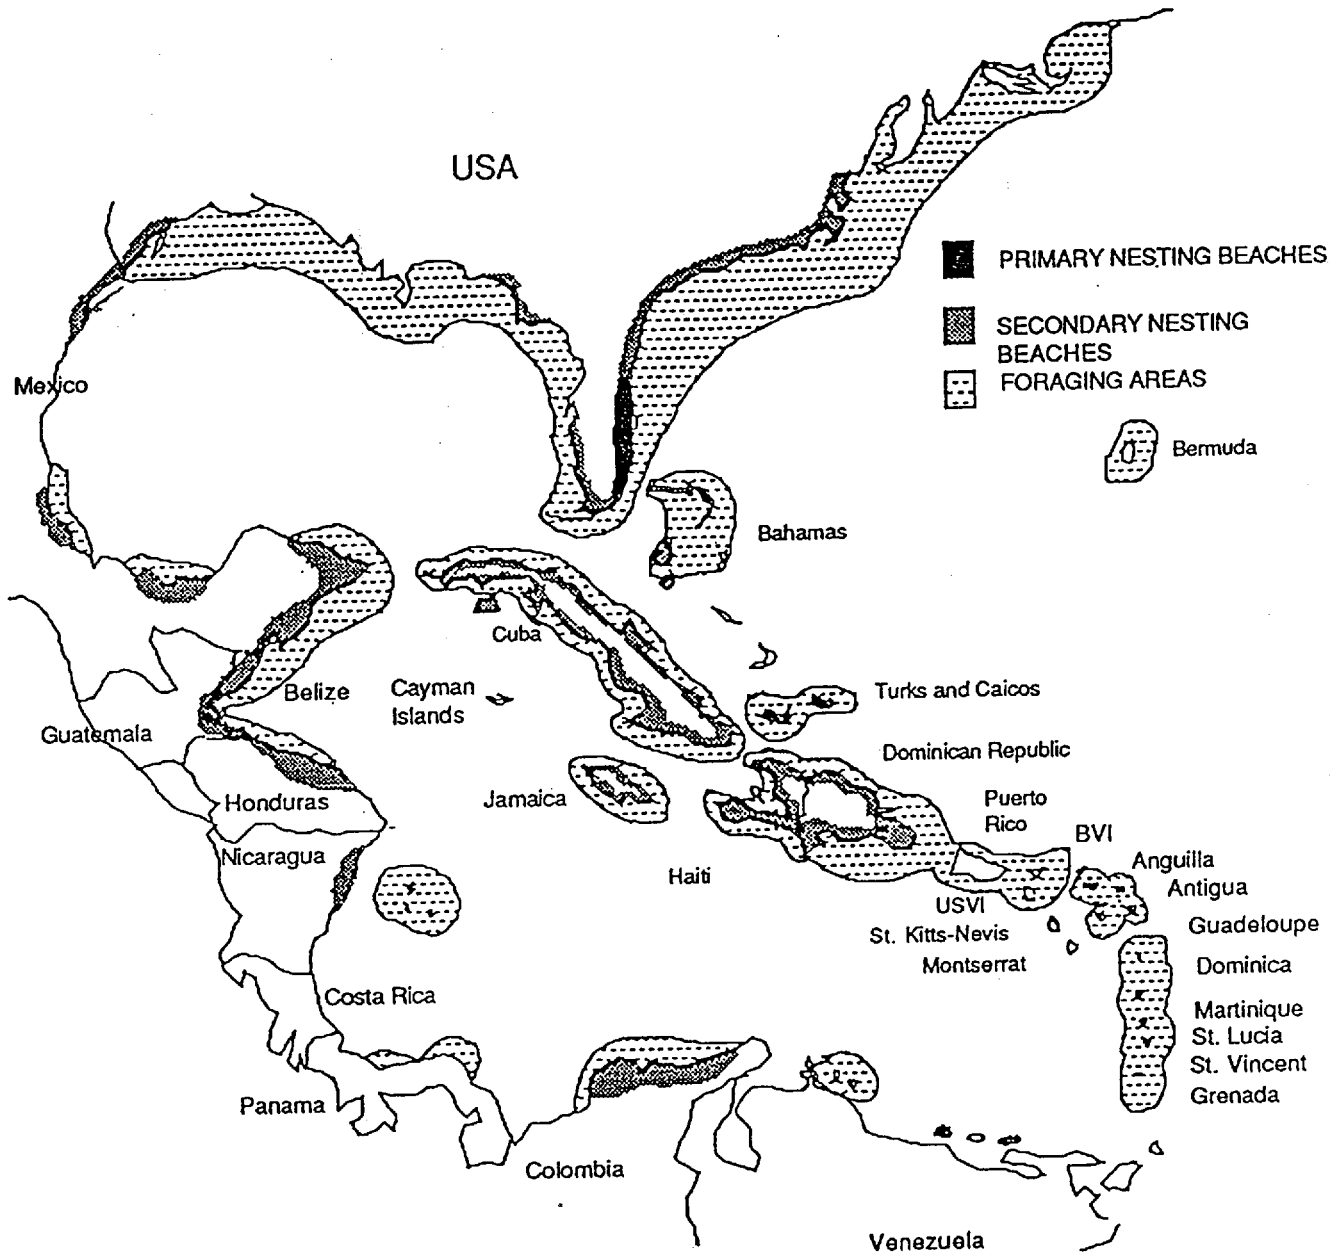 USA
PRIMARY NESTING BEACHES
SECONDARY NESTING
BEACHES
FORAGING AREAS
Mexico
Bermuda
Bahamas
Cuba
Belize
Cayman
Islands
Turks and Caicos
Guatemala
Dominican Republic
Jamaica
Honduras
Puerto
Rico
BVI
Nicaragua
Anguilla
Haiti
Antigua
USVI
Guadeloupe
St. Kitts-Nevis
Montserrat
Dominica
Costa Rica
Martinique
St. Lucia
St. Vincent
Grenada
Panama
Colombia
Venezuela